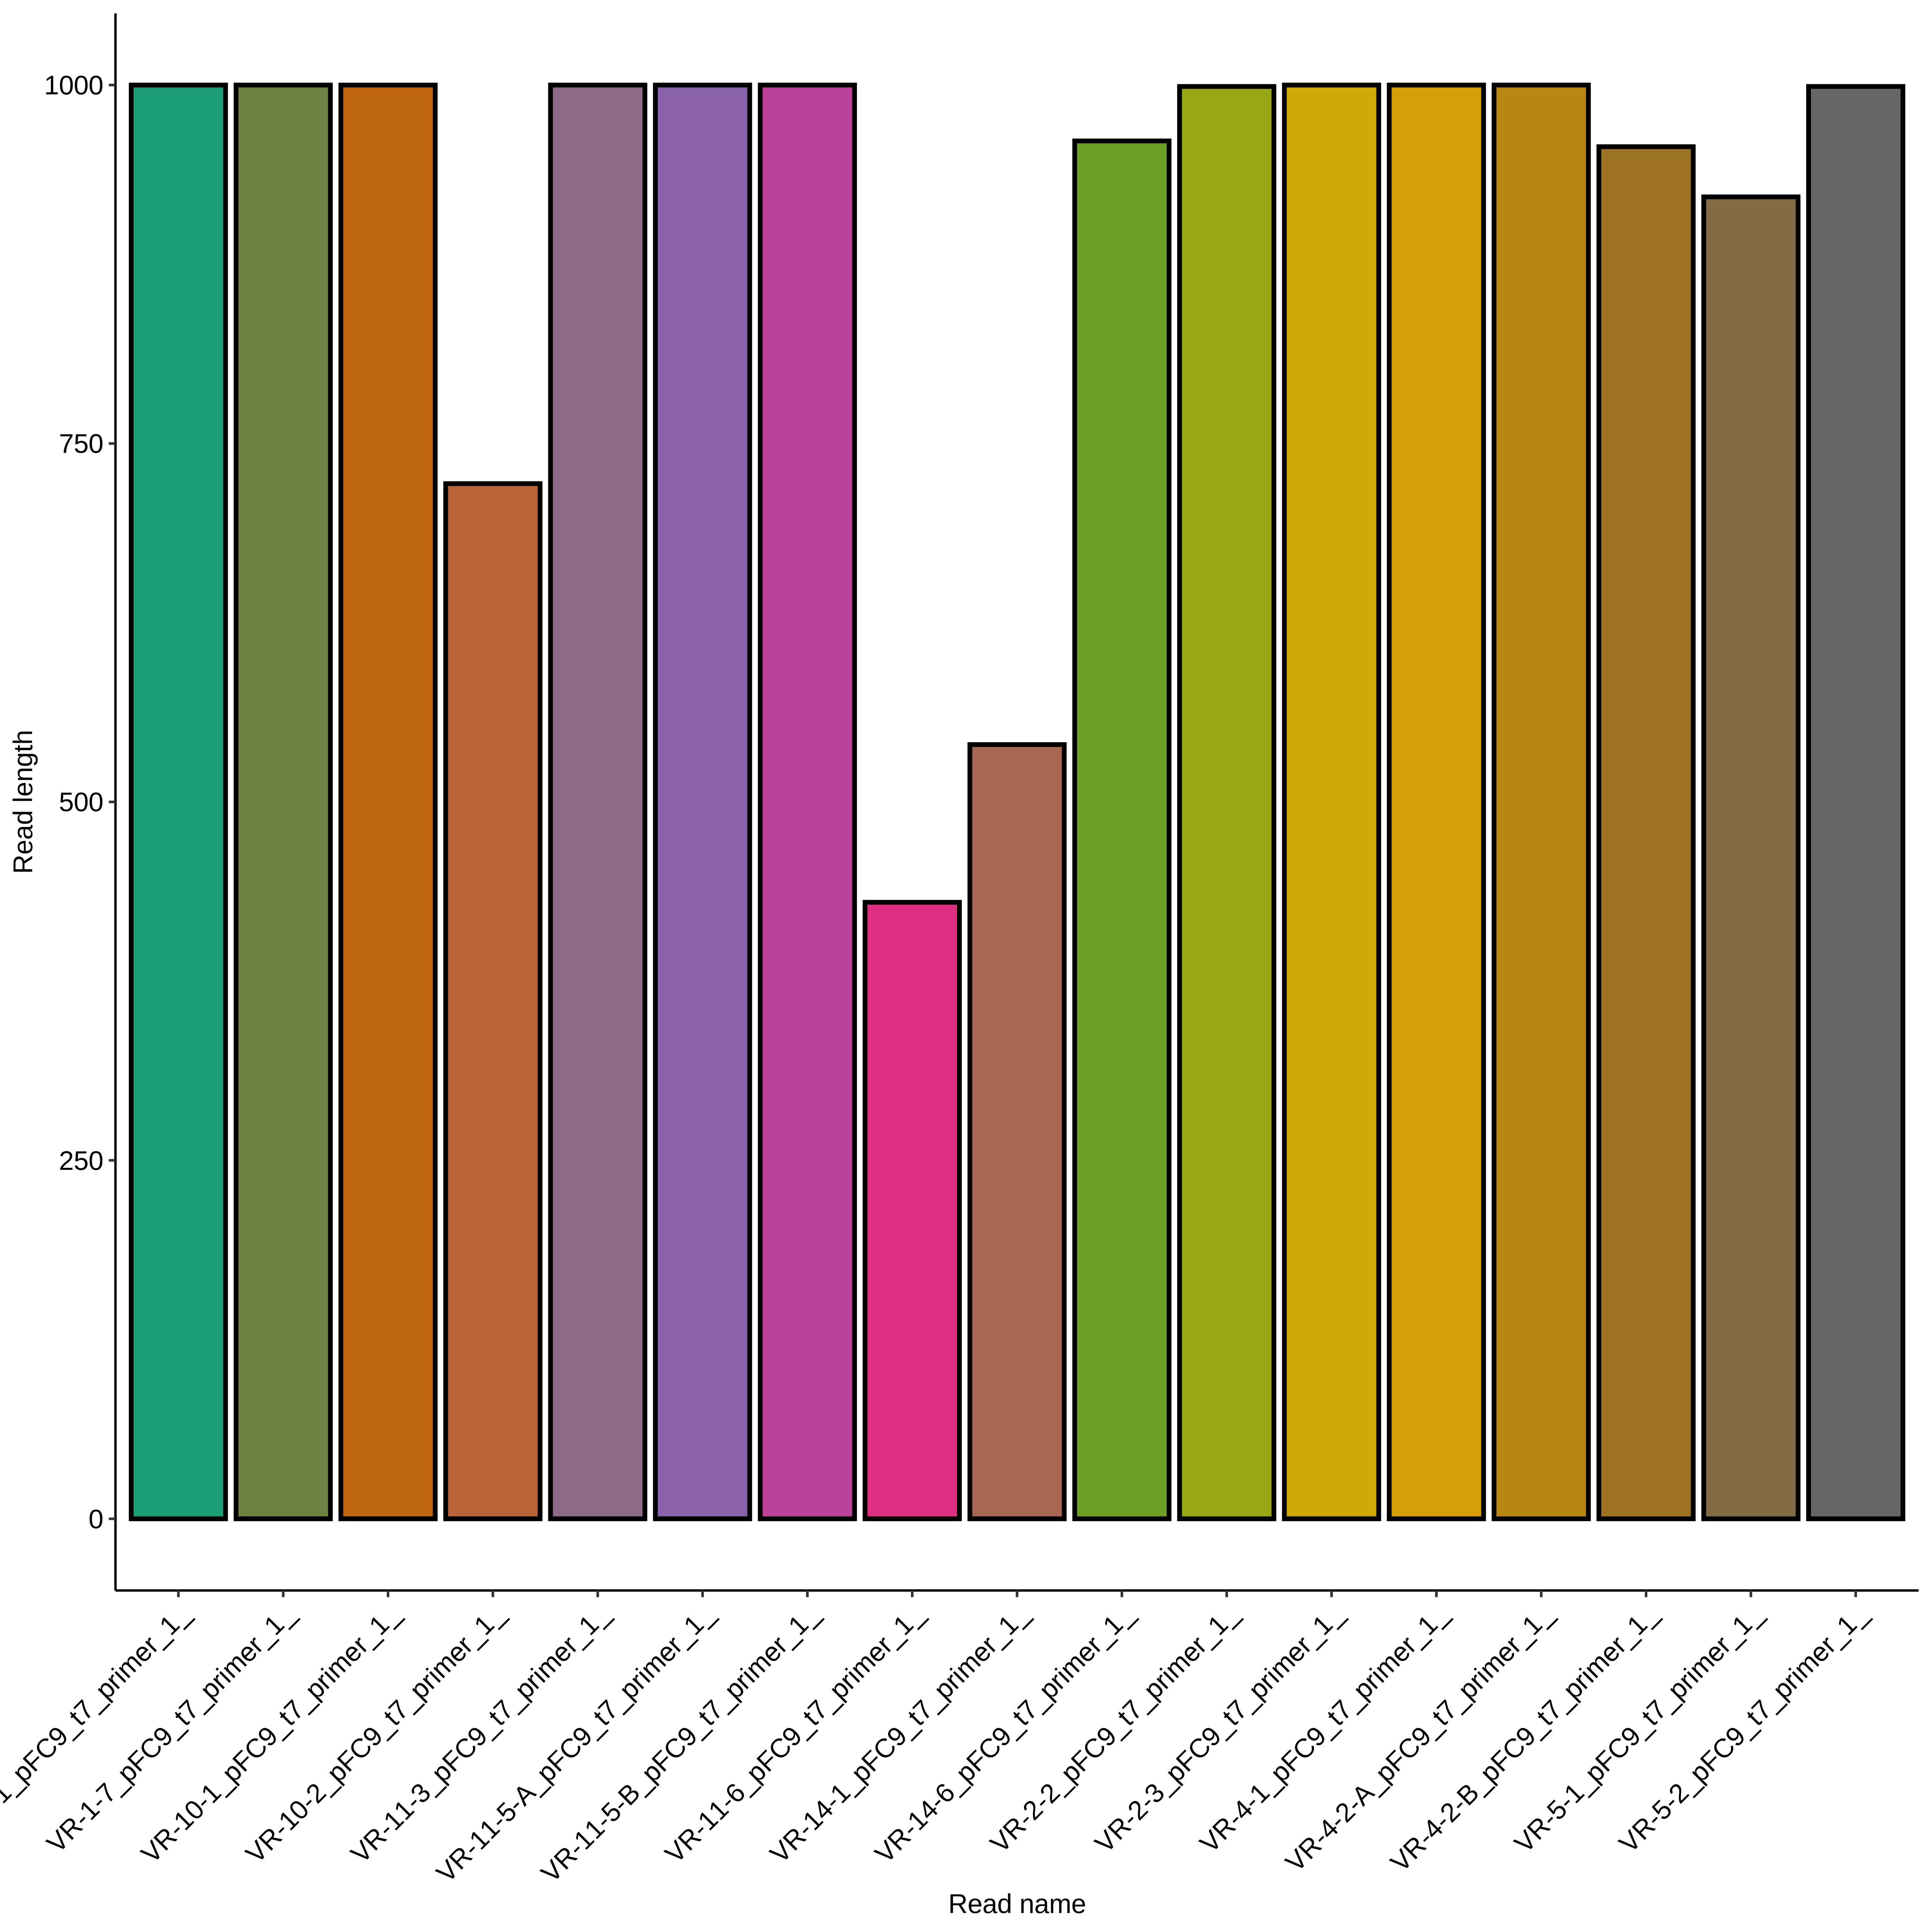 1000
750
500
250
0
Read length
1_pFC9_t7_primer_1_
VR-1-7_pFC9_t7_primer_1_
VR-10-1_pFC9_t7_primer_1_
VR-10-2_pFC9_t7_primer_1_
VR-11-3_pFC9_t7_primer_1_
VR-11-5-A_pFC9_t7_primer_1_
VR-11-5-B_pFC9_t7_primer_1_
VR-11-6_pFC9_t7_primer_1_
VR-14-1_pFC9_t7_primer_1_
VR-14-6_pFC9_t7_primer_1_
VR-2-2_pFC9_t7_primer_1_
VR-2-3_pFC9_t7_primer_1_
VR-4-1_pFC9_t7_primer_1_
VR-4-2-A_pFC9_t7_primer_1_
VR-4-2-B_pFC9_t7_primer_1_
VR-5-1_pFC9_t7_primer_1_
VR-5-2_pFC9_t7_primer_1_
Read name